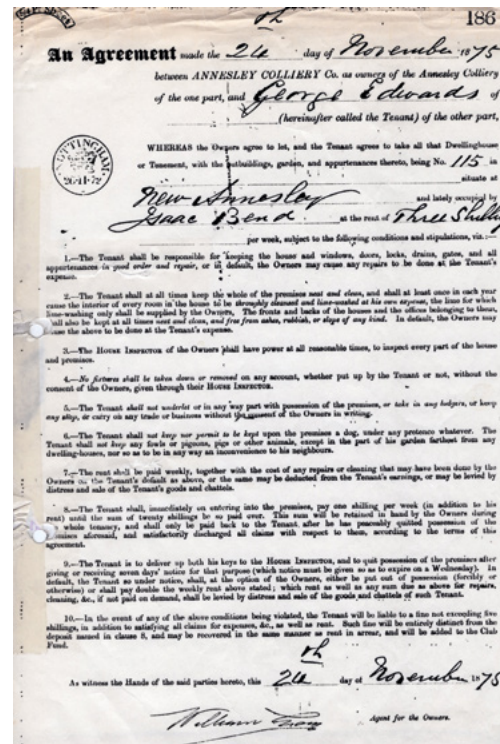 186
th
An Agreement made the 24 day of November 1875
between ANNESLEY COLLIERY Co. as owners of the Annesley Colliery
of the one part, and George Edwards of
(hereinafter called the Tenant) of the other part,
NOTTINGHAM
WHEREAS the Owners agree to let, and the Tenant agrees to take all that Dwellinghouse
or Tenement, with the outbuildings, garden, and appurtenances thereto, being No. 115 in
situate at
New Annesley and lately occupied by
Isaac Bend at the rent of Three Shillings
per week, subject to the following conditions and stipulations, viz.:—
1.—The Tenant shall be responsible for keeping the house and windows, doors, locks, drains, gates, and all
appurtenances in good order and repair, or in default, the Owners may cause any repairs to be done at the Tenant's
expense.
2.—The Tenant shall at all times keep the whole of the premises neat and clean, and shall at least once in each year
cause the interior of every room in the house to be throughly cleaned and lime-washed at his own expense, the lime for which
lime-washing only shall be supplied by the Owners. The fronts and backs of the houses and the offices belonging to them,
shall also be kept at all times neat and clean, and free from ashes, rubbish, or slops of any kind. In default, the Owners may
cause the above to be done at the Tenant's expense.
3.—The HOUSE INSPECTOR of the Owners shall have power at all reasonable times, to inspect every part of the house
and premises.
4.—No fixtures shall be taken down or removed on any account, whether put up by the Tenant or not, without the
consent of the Owners, given through their HOUSE INSPECTOR.
5.—The Tenant shall not underlet or in any way part with possession of the premises, or take in any lodgers, or keep
any shop, or carry on any trade or business without the consent of the Owners in writing.
6.—The Tenant shall not keep nor permit to be kept upon the premises a dog, under any pretence whatever. The
Tenant shall not keep any fowls or pigeons, pigs or other animals, except in the part of his garden farthest from any
dwelling-houses, nor so as to be in any way an inconvenience to his neighbours.
7.—The rent shall be paid weekly, together with the cost of any repairs or cleaning that may have been done by the
Owners on the Tenant's default as above, or the same may be deducted from the Tenant's earnings, or may be levied by
distress and sale of the Tenant's goods and chattels.
8.—The Tenant shall, immediately on entering into the premises, pay one shilling per week (in addition to his
rent) until the sum of twenty shillings be so paid over. This sum will be retained in hand by the Owners during
the whole tenancy, and shall only be paid back to the Tenant after he has peaceably quitted possession of the
premises aforesaid, and satisfactorily discharged all claims with respect to them, according to the terms of this
agreement.
9.—The Tenant is to deliver up both his keys to the HOUSE INSPECTOR, and to quit possession of the premises after
giving or receiving seven days' notice for that purpose (which notice must be given so as to expire on a Wednesday). In
default, the Tenant so under notice, shall, at the option of the Owners, either be put out of possession (forcibly or
otherwise) or shall pay double the weekly rent above stated; which rent as well as any sum due as above for repairs,
cleaning, &c., if not paid on demand, shall be levied by distress and sale of the goods and chattels of such Tenant.
10.—In the event of any of the above conditions being violated, the Tenant will be liable to a fine not exceeding five
shillings, in addition to satisfying all claims for expenses, &c., as well as rent. Such fine will be entirely distinct from the
deposit named in clause 8, and may be recovered in the same manner as rent in arrear, and will be added to the Club
Fund.
th
As witness the Hands of the said parties hereto, this 24 day of November 1875
William Agent for the Owners.